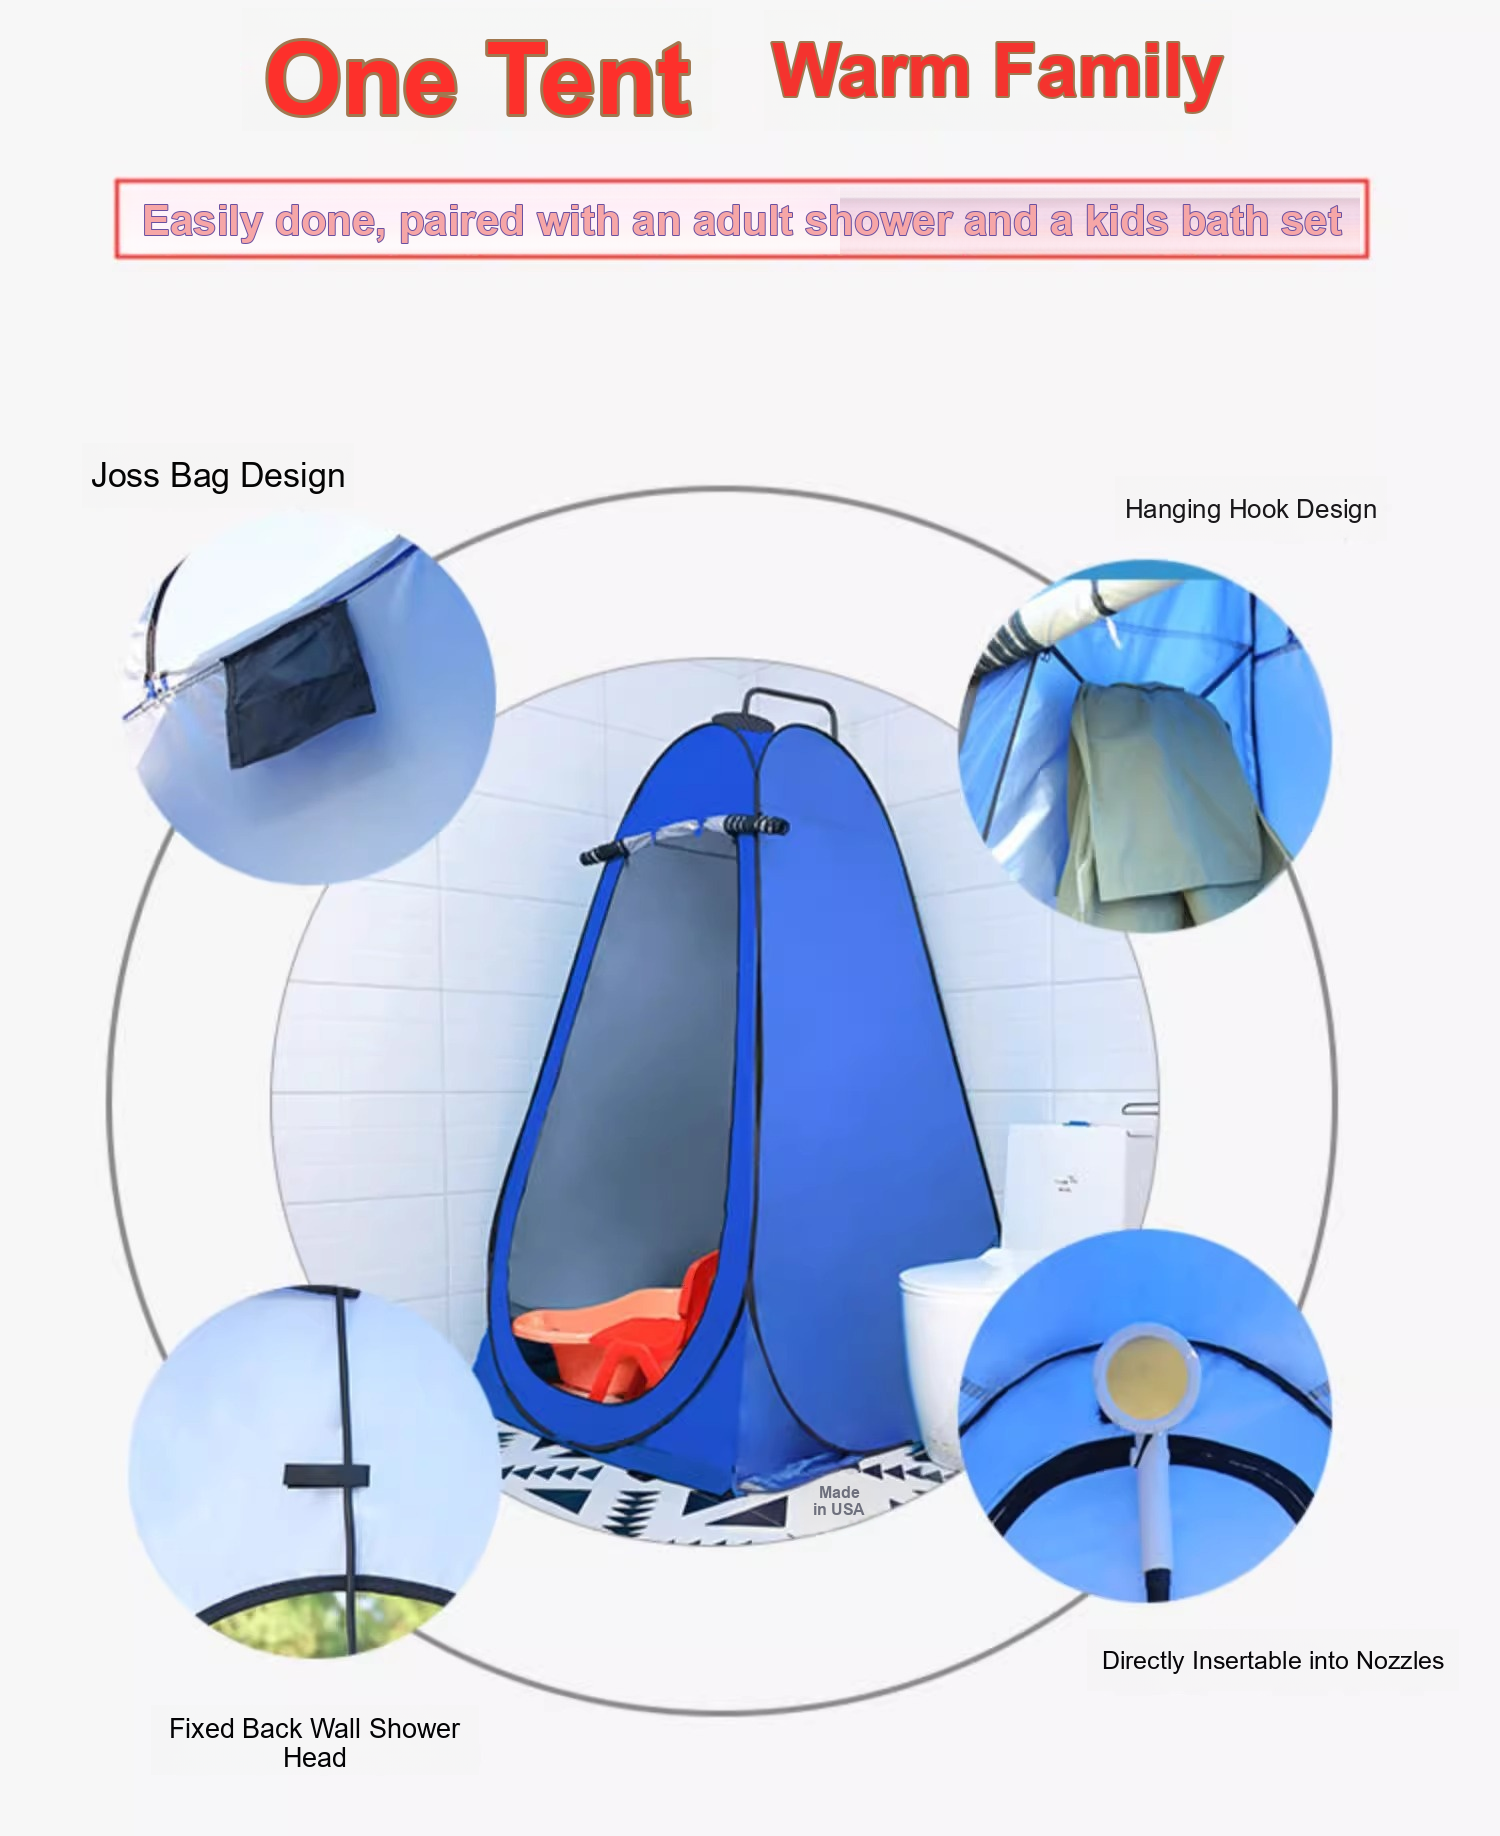 One Tent Warm Family
Easily done, paired with an adult shower and a kids bath set
Joss Bag Design
Hanging Hook Design
Made
in USA
Directly Insertable into Nozzles
Fixed Back Wall Shower
Head